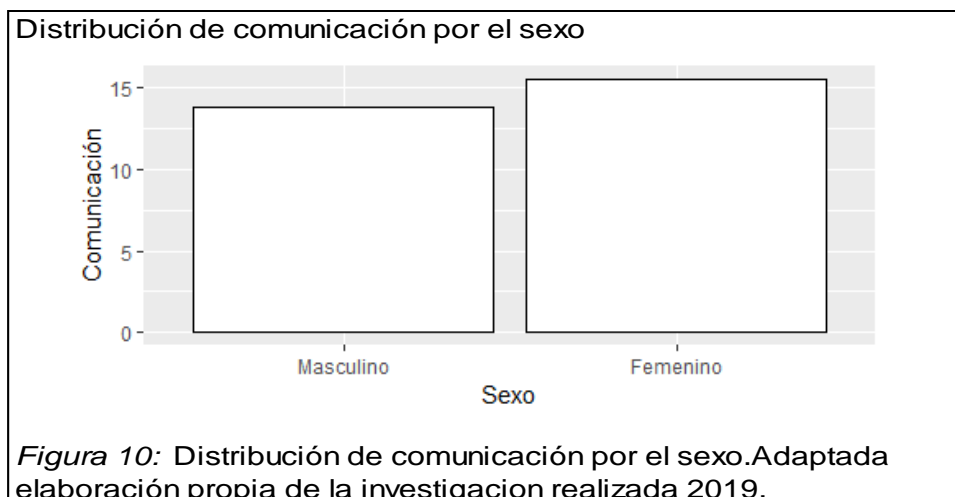 Distribución de comunicación por el sexo
15
10
5
0
Comunicación
Masculino
Femenino
Sexo
Figura 10: Distribución de comunicación por el sexo.Adaptada
elaboración propia de la investigacion realizada 2019.